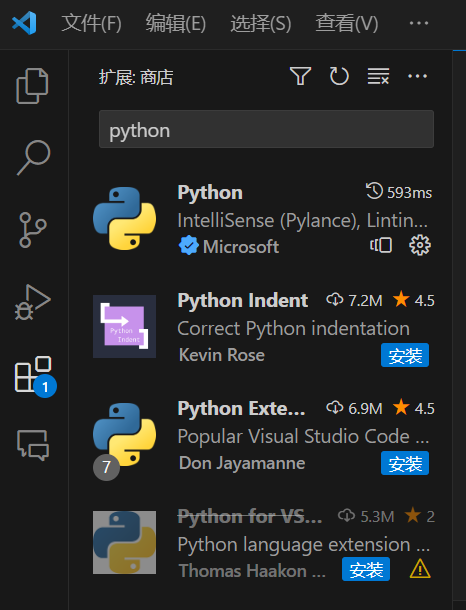 文件(F) 编辑(E) 选择(S) 查看(V) ···
扩展: 商店
python
Python 593ms
IntelliSense (Pylance), Lintin...
Microsoft
Python Indent 7.2M 4.5
Correct Python indentation
Kevin Rose 安装
Python Exte... 6.9M 4.5
Popular Visual Studio Code ...
Don Jayamanne 安装
Python for VS... 5.3M 2
Python language extension ...
Thomas Haakon ... 安装
1
Python
Indent
7